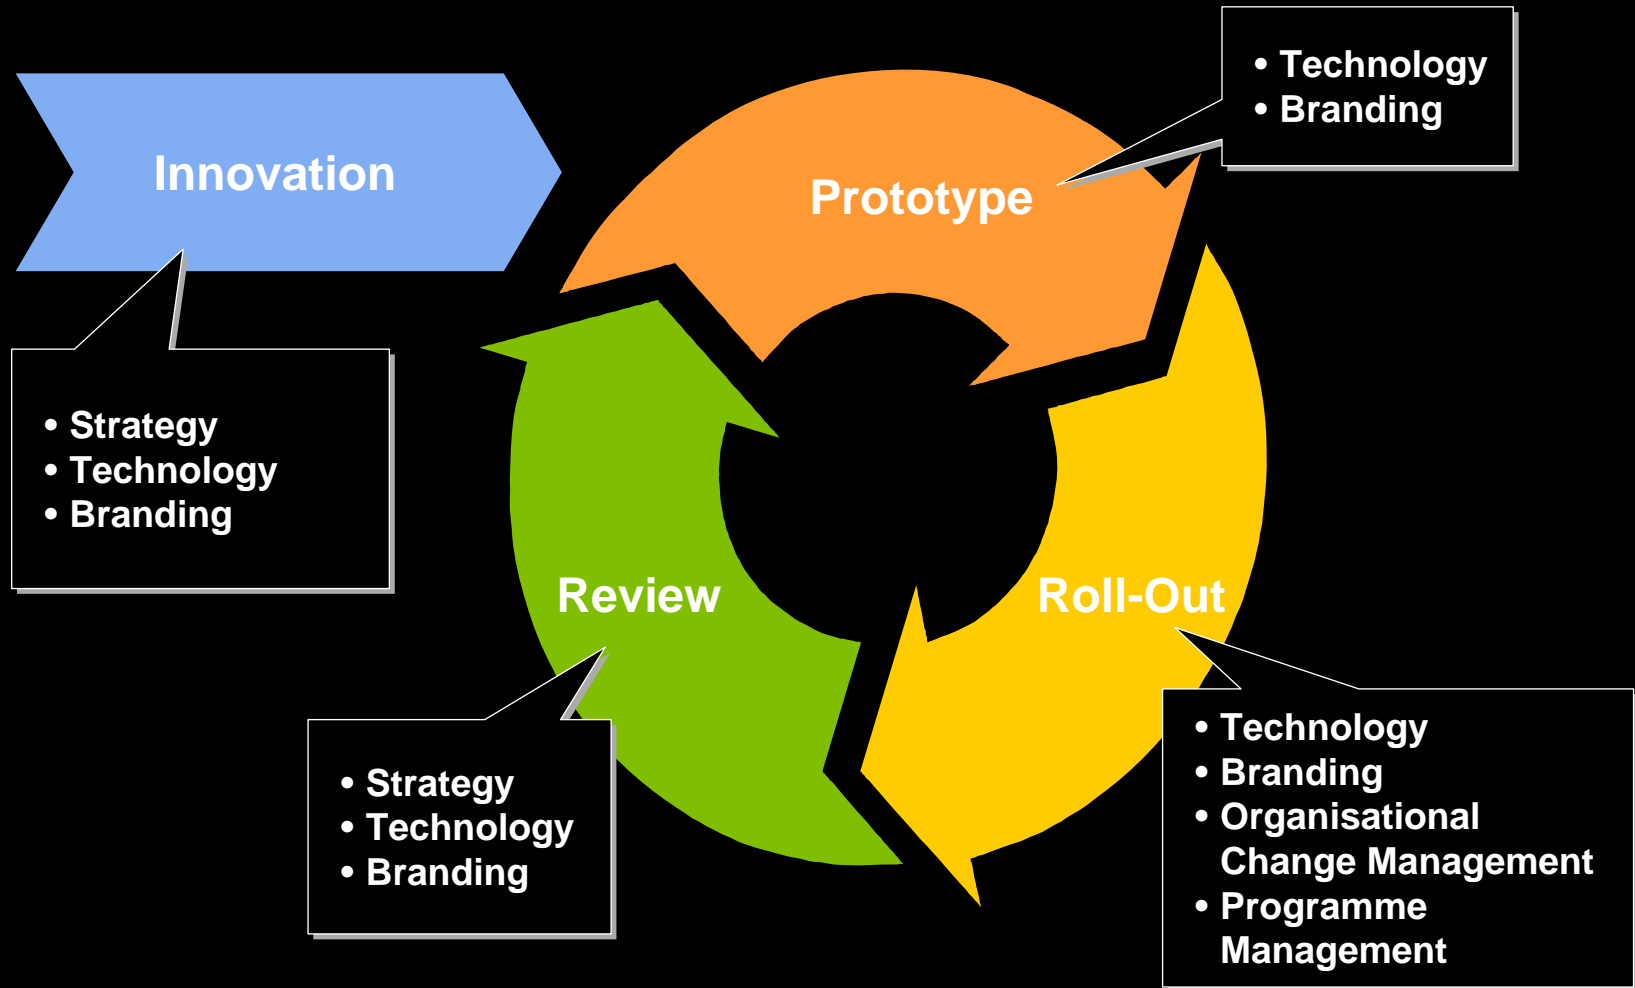 Innovation
• Strategy
• Technology
• Branding
Prototype
• Technology
• Branding
Roll-Out
• Technology
• Branding
• Organisational
Change Management
• Programme
Management
Review
• Strategy
• Technology
• Branding